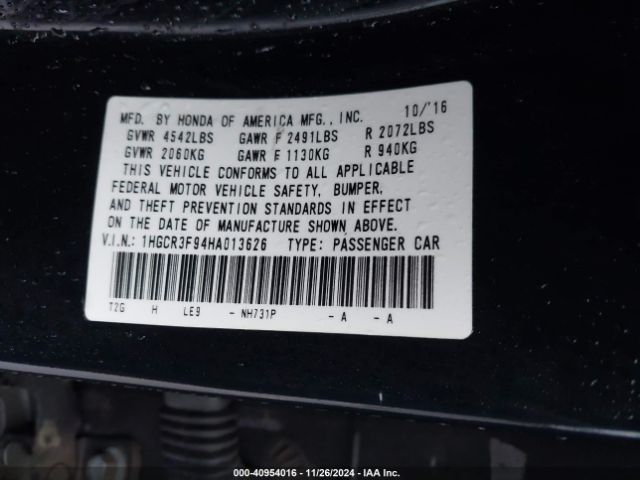 MFD. BY HONDA OF AMERICA MFG., INC. 10/'16
GVWR 4542LBS GAWR F 2491LBS R 2072LBS
GVWR 2060KG GAWR F 1130KG R 940KG
THIS VEHICLE CONFORMS TO ALL APPLICABLE
FEDERAL MOTOR VEHICLE SAFETY, BUMPER,
AND THEFT PREVENTION STANDARDS IN EFFECT
ON THE DATE OF MANUFACTURE SHOWN ABOVE.
V.I.N.: 1HGCR3F94HA013626 TYPE: PASSENGER CAR
T2G H LE9 - NH731P - A - A
000-40954016 - 11/26/2024 - IAA Inc.